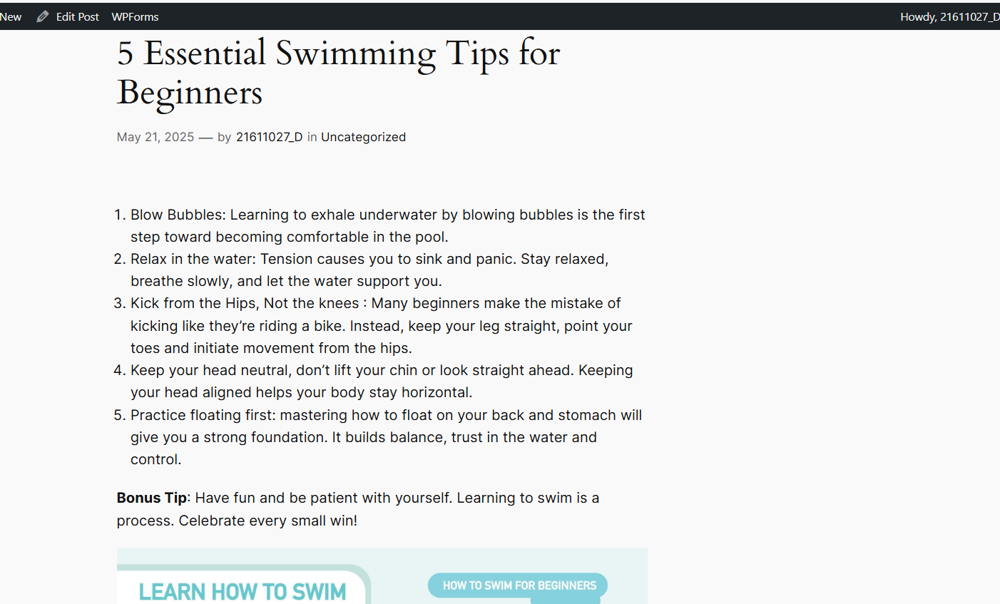 New Edit Post WPForms Howdy, 21611027_D
5 Essential Swimming Tips for
Beginners
May 21, 2025 — by 21611027_D in Uncategorized
1. Blow Bubbles: Learning to exhale underwater by blowing bubbles is the first
step toward becoming comfortable in the pool.
2. Relax in the water: Tension causes you to sink and panic. Stay relaxed,
breathe slowly, and let the water support you.
3. Kick from the Hips, Not the knees : Many beginners make the mistake of
kicking like they’re riding a bike. Instead, keep your leg straight, point your
toes and initiate movement from the hips.
4. Keep your head neutral, don’t lift your chin or look straight ahead. Keeping
your head aligned helps your body stay horizontal.
5. Practice floating first: mastering how to float on your back and stomach will
give you a strong foundation. It builds balance, trust in the water and
control.
Bonus Tip: Have fun and be patient with yourself. Learning to swim is a
process. Celebrate every small win!
LEARN HOW TO SWIM
HOW TO SWIM FOR BEGINNERS